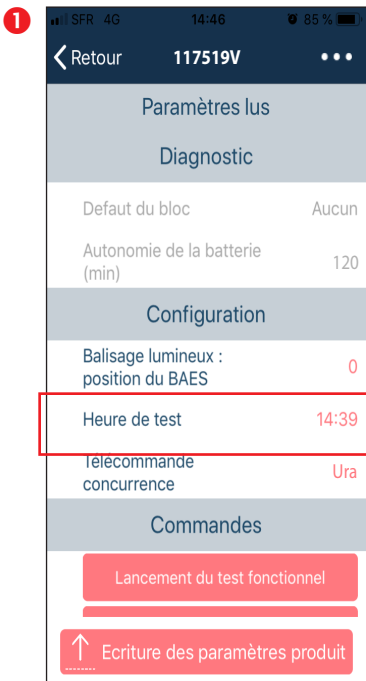 1
SFR 4G 14:46 85 %
Retour 117519V •••
Paramètres lus
Diagnostic
Defaut du bloc Aucun
Autonomie de la batterie
(min) 120
Configuration
Balisage lumineux :
position du BAES 0
Heure de test 14:39
Télécommande
concurrence Ura
Commandes
Lancement du test fonctionnel
Ecriture des paramètres produit